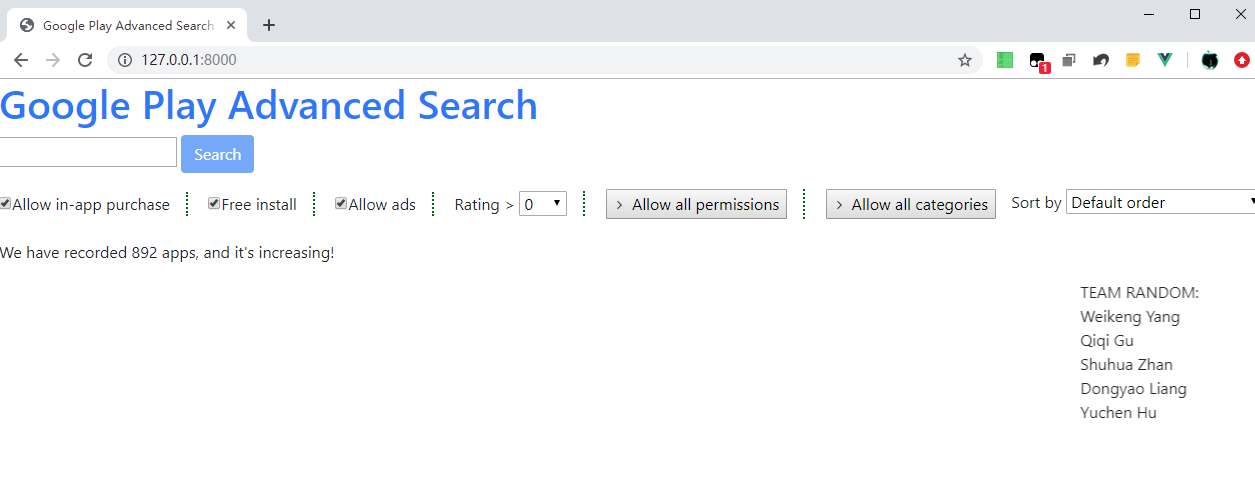 Google Play Advanced Search
127.0.0.1:8000
1
Google Play Advanced Search
Search
Allow in-app purchase Free install Allow ads Rating > 0 > Allow all permissions > Allow all categories Sort by Default order
We have recorded 892 apps, and it's increasing!
TEAM RANDOM:
Weikeng Yang
Qiqi Gu
Shuhua Zhan
Dongyao Liang
Yuchen Hu